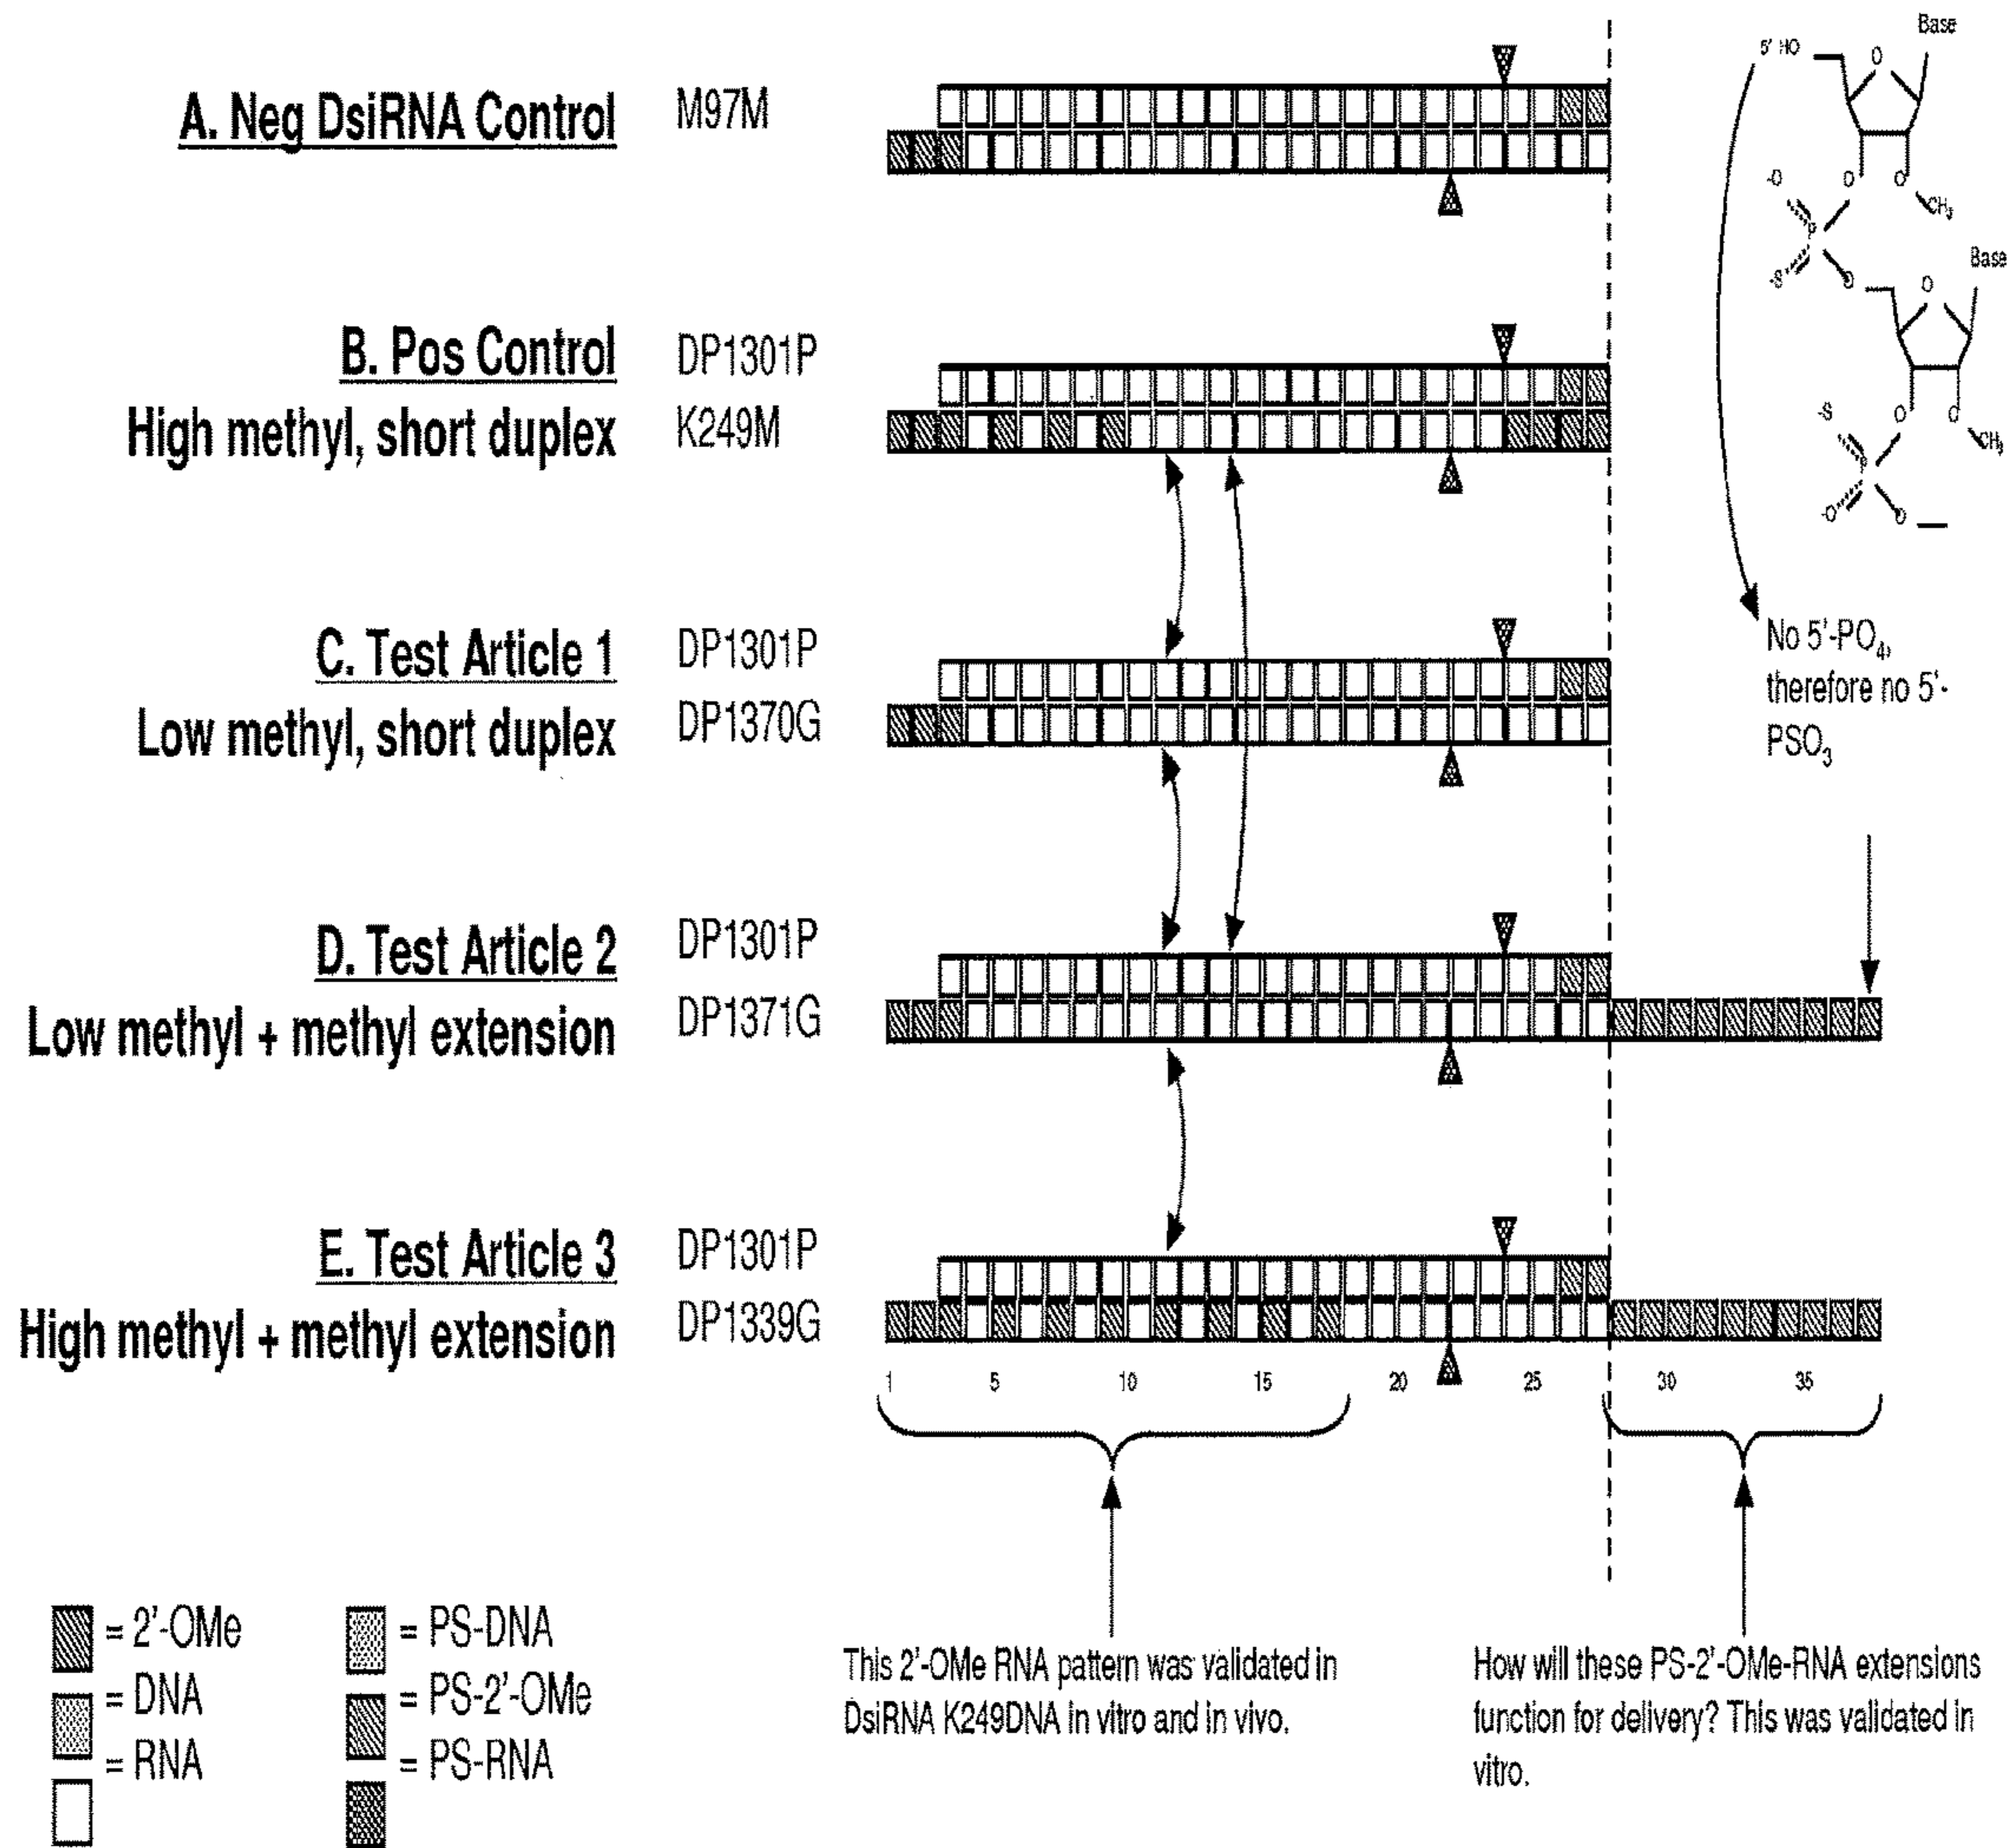 A. Neg DsiRNA Control
M97M
B. Pos Control
High methyl, short duplex
DP1301P
K249M
C. Test Article 1
Low methyl, short duplex
DP1301P
DP1370G
D. Test Article 2
Low methyl + methyl extension
DP1301P
DP1371G
E. Test Article 3
High methyl + methyl extension
DP1301P
DP1339G
1 5 10 15 20 25 30 35
5' HO
O
Base
O
O
CH3
-O
P
-S
O
O
Base
O
O
CH3
-S
P
-O
O
No 5'-PO4,
therefore no 5'-
PSO3
This 2'-OMe RNA pattern was validated in
DsiRNA K249DNA in vitro and in vivo.
How will these PS-2'-OMe-RNA extensions
function for delivery? This was validated in
vitro.
= 2'-OMe
= DNA
= RNA
= PS-DNA
= PS-2'-OMe
= PS-RNA